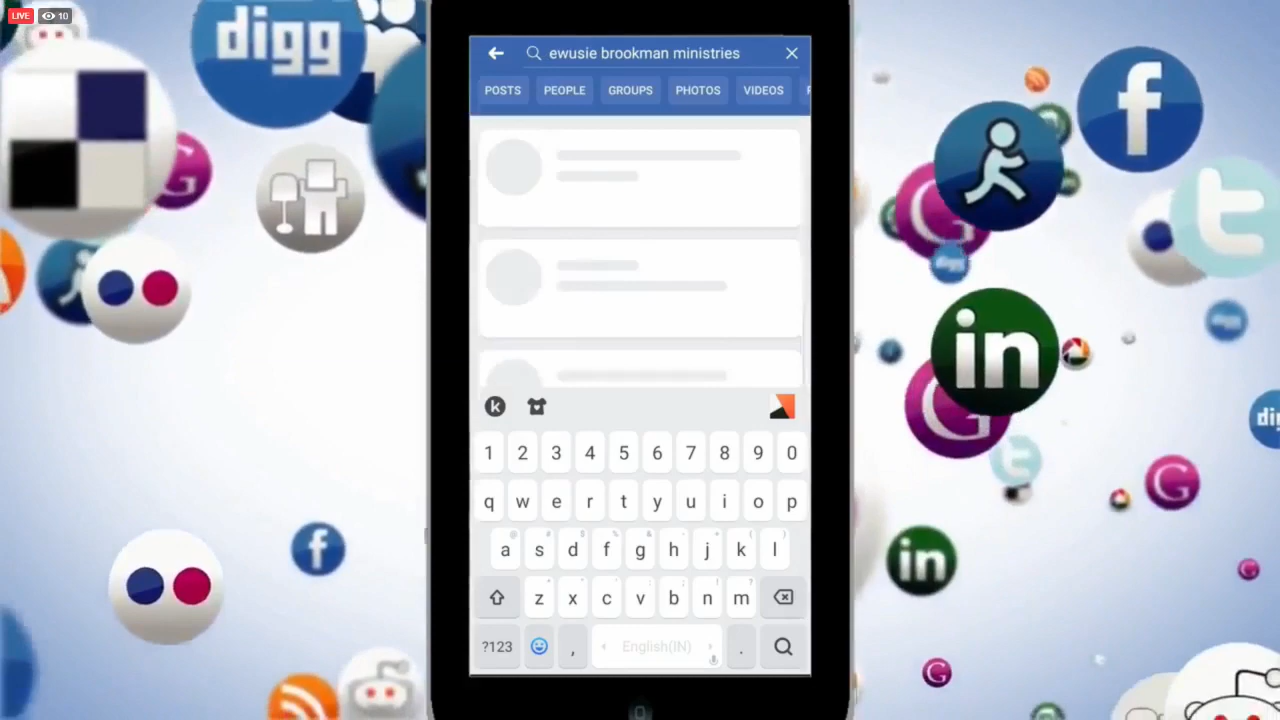 LIVE 10
digg
ewusie brookman ministries
POSTS PEOPLE GROUPS PHOTOS VIDEOS
f
G
t
G
digg
in
G
t
G
f
in
G
G
k
1 2 3 4 5 6 7 8 9 0
q w e r t y u i o p
a s d f g h j k l
z x c v b n m
?123 , English(IN) .